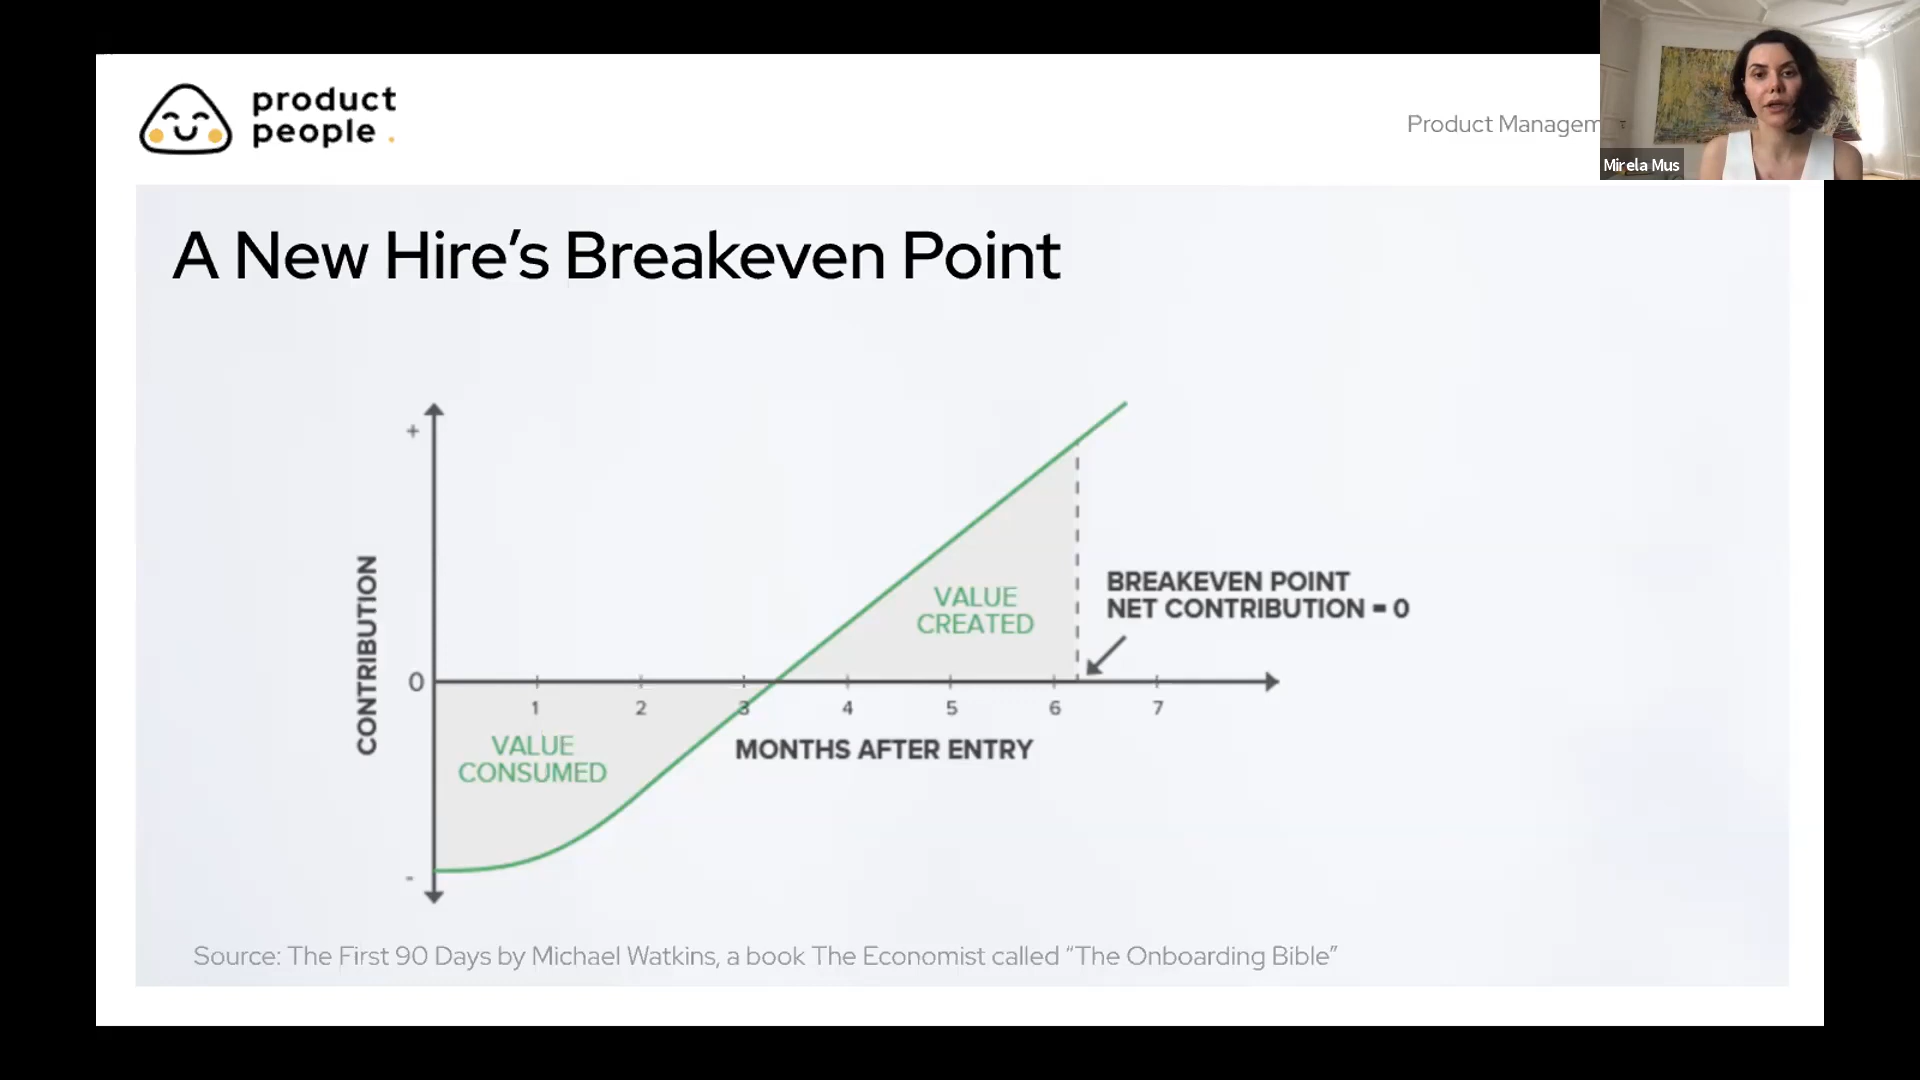 product
people.
Product Managem
Mirela Mus
A New Hire’s Breakeven Point
+
CONTRIBUTION
0
-
VALUE
CREATED
BREAKEVEN POINT
NET CONTRIBUTION = 0
1 2 3 4 5 6 7
VALUE
CONSUMED
MONTHS AFTER ENTRY
Source: The First 90 Days by Michael Watkins, a book The Economist called “The Onboarding Bible”